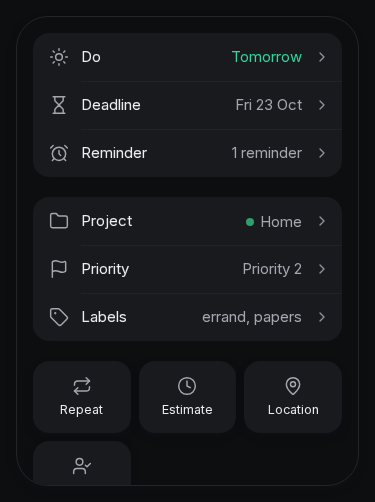 Do Tomorrow
Deadline Fri 23 Oct
Reminder 1 reminder
Project Home
Priority Priority 2
Labels errand, papers
Repeat Estimate Location